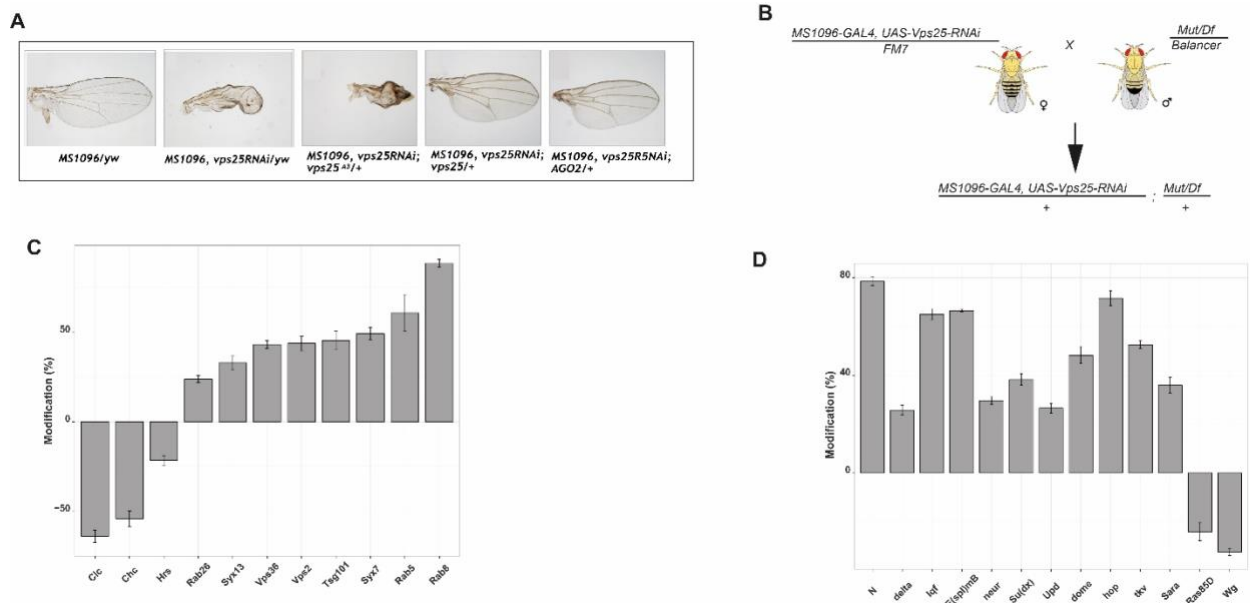 A
MS1096/yw
MS1096, vps25RNAi/yw
MS1096, vps25RNAi;
vps25 A3/+
MS1096, vps25RNAi;
vps25/+
MS1096, vps25R5NAi;
AGO2/+
B
MS1096-GAL4, UAS-Vps25-RNAi
FM7
X
Mut/Df
Balancer
♀
♂
MS1096-GAL4, UAS-Vps25-RNAi
+
;
Mut/Df
+
C
Modification (%)
50
0
−50
Clc
Chc
Hrs
Rab26
Syx13
Vps36
Vps2
Tsg101
Syx7
Rab5
Rab8
D
Modification (%)
80
40
0
N
delta
lqf
E(spl)mB
neur
Su(dx)
Upd
dome
hop
tkv
Sara
Ras85D
Wg